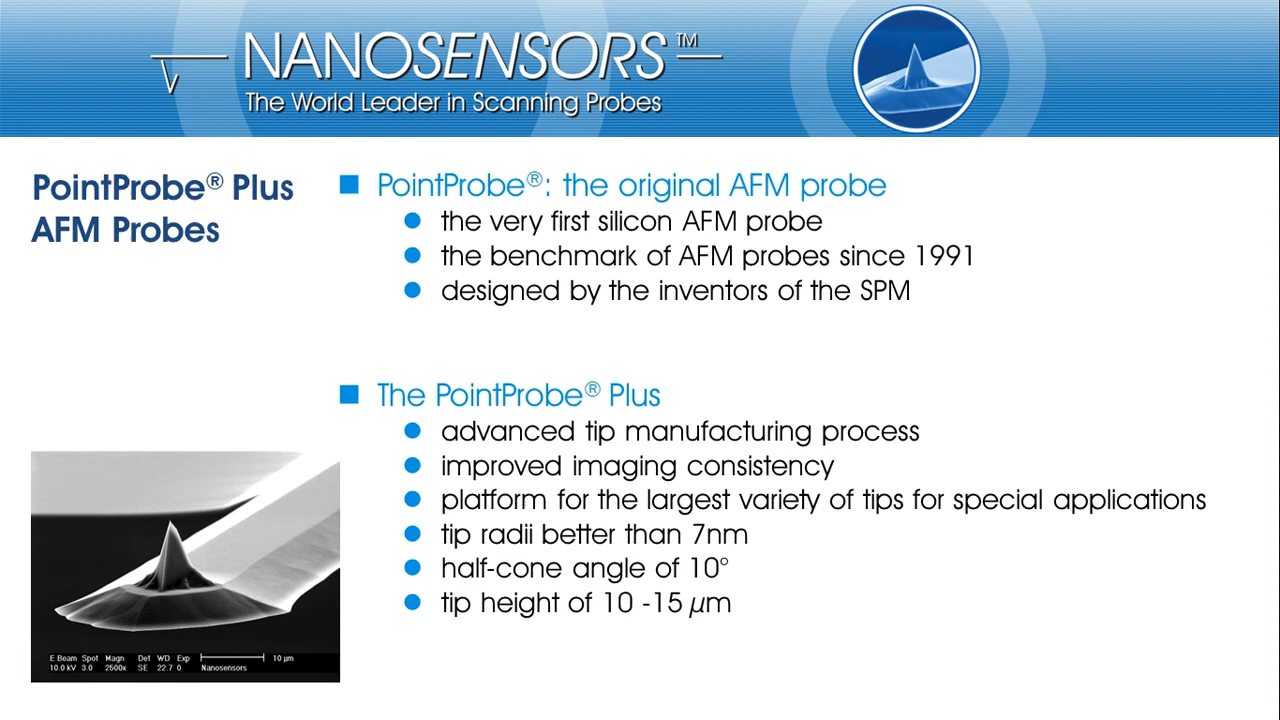 NANOSENSORS™
The World Leader in Scanning Probes
PointProbe® Plus
AFM Probes
■ PointProbe®: the original AFM probe
● the very first silicon AFM probe
● the benchmark of AFM probes since 1991
● designed by the inventors of the SPM
■ The PointProbe® Plus
● advanced tip manufacturing process
● improved imaging consistency
● platform for the largest variety of tips for special applications
● tip radii better than 7nm
● half-cone angle of 10°
● tip height of 10 -15 µm
E Beam Spot Magn Det WD Exp 10 µm
10.0 kV 3.0 2500x SE 22.7 0 Nanosensors